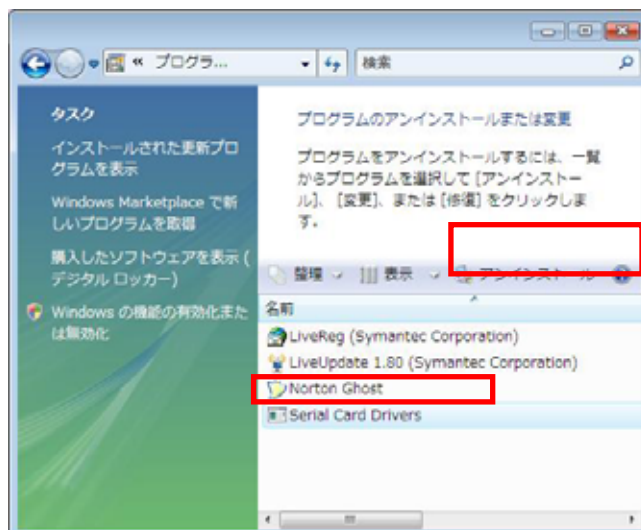 プログラ...
検索
タスク
インストールされた更新プロ
グラムを表示
Windows Marketplace で新
しいプログラムを取得
購入したソフトウェアを表示 (
デジタル ロッカー)
Windows の機能の有効化また
は無効化
プログラムのアンインストールまたは変更
プログラムをアンインストールするには、一覧
からプログラムを選択して [アンインストー
ル]、[変更]、または [修復] をクリックしま
す。
整理 表示 アンインストール
名前
LiveReg (Symantec Corporation)
LiveUpdate 1.80 (Symantec Corporation)
Norton Ghost
Serial Card Drivers